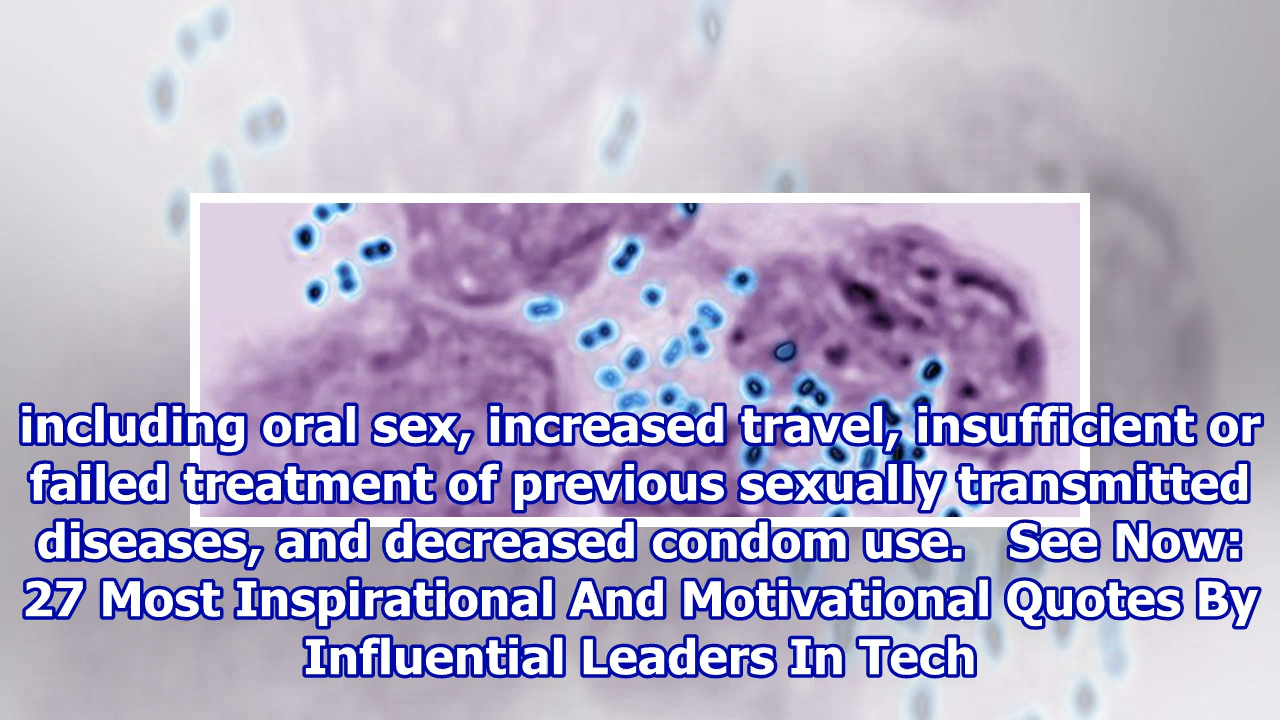 including oral sex, increased travel, insufficient or
failed treatment of previous sexually transmitted
diseases, and decreased condom use.   See Now:
27 Most Inspirational And Motivational Quotes By
Influential Leaders In Tech